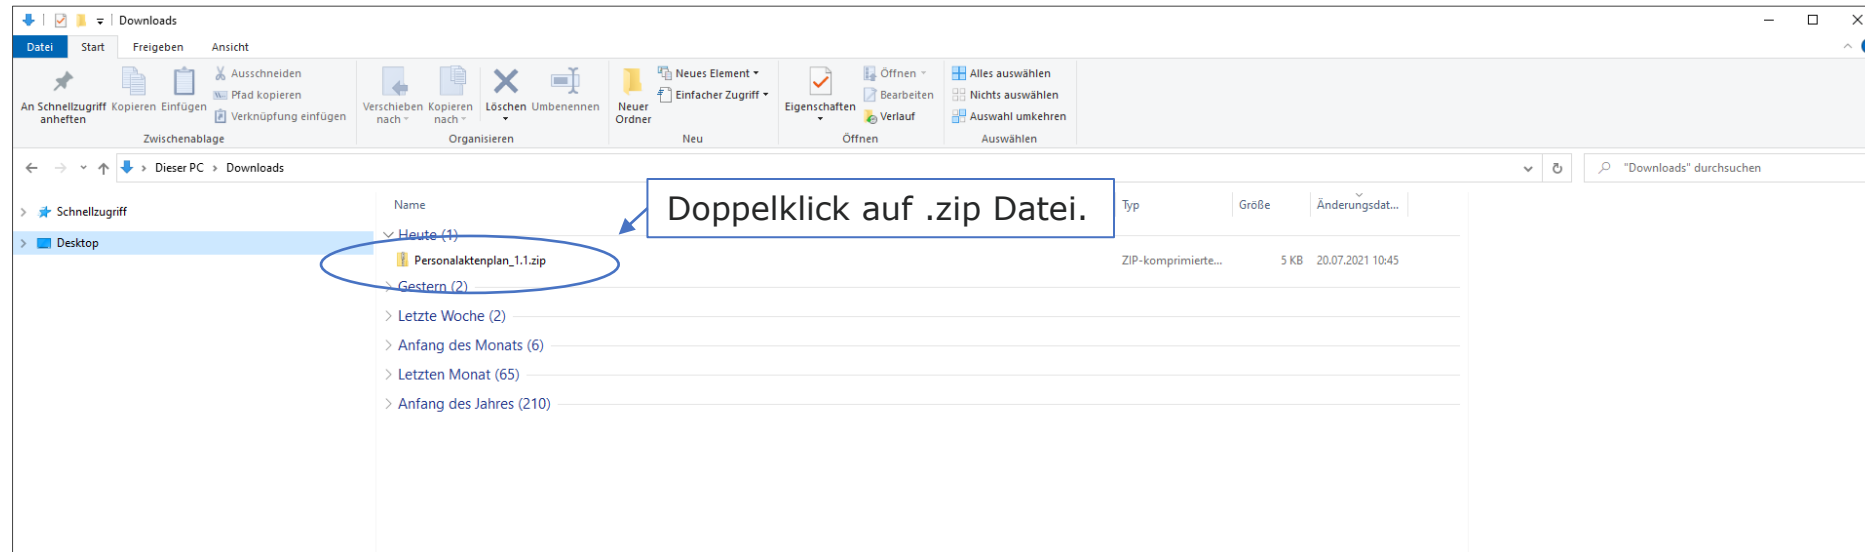 Downloads
Datei Start Freigeben Ansicht
An Schnellzugriff anheften
Kopieren
Einfügen
Ausschneiden
Pfad kopieren
Verknüpfung einfügen
Zwischenablage
Verschieben nach
Kopieren nach
Löschen
Umbenennen
Organisieren
Neuer Ordner
Neues Element
Einfacher Zugriff
Neu
Eigenschaften
Öffnen
Bearbeiten
Verlauf
Öffnen
Alles auswählen
Nichts auswählen
Auswahl umkehren
Auswählen
Dieser PC > Downloads
"Downloads" durchsuchen
Schnellzugriff
Desktop
Name Typ Größe Änderungsdat...
Doppelklick auf .zip Datei.
Heute (1)
Personalaktenplan_1.1.zip ZIP-komprimierte... 5 KB 20.07.2021 10:45
Gestern (2)
Letzte Woche (2)
Anfang des Monats (6)
Letzten Monat (65)
Anfang des Jahres (210)